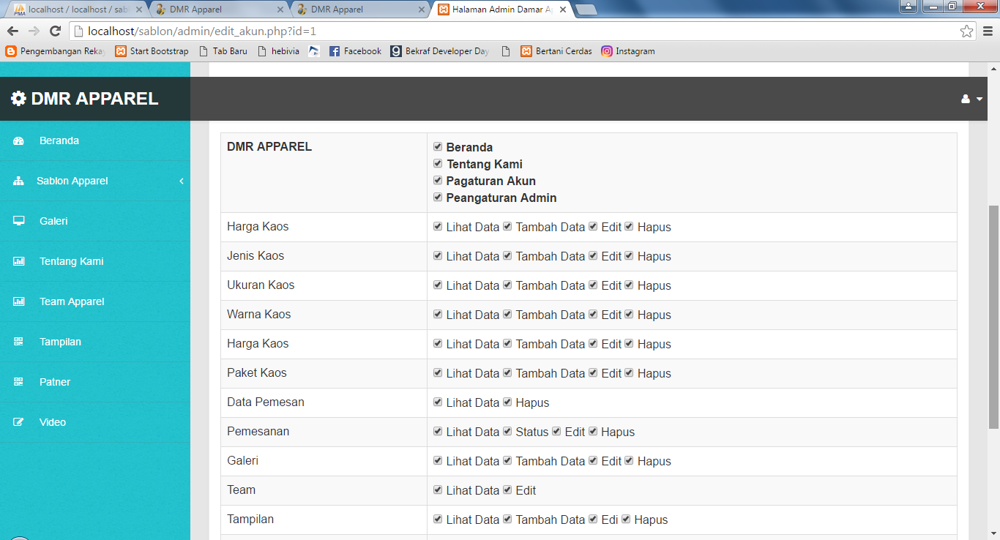 localhost / localhost / sabl
DMR Apparel
DMR Apparel
Halaman Admin Damar Ap
localhost/sablon/admin/edit_akun.php?id=1
Pengembangan Rekay
Start Bootstrap
Tab Baru
hebivia
Facebook
Bekraf Developer Day
Bertani Cerdas
Instagram
DMR APPAREL
Beranda
Sablon Apparel
Galeri
Tentang Kami
Team Apparel
Tampilan
Patner
Video
DMR APPAREL
Beranda
Tentang Kami
Pagaturan Akun
Peangaturan Admin
Harga Kaos Lihat Data Tambah Data Edit Hapus
Jenis Kaos Lihat Data Tambah Data Edit Hapus
Ukuran Kaos Lihat Data Tambah Data Edit Hapus
Warna Kaos Lihat Data Tambah Data Edit Hapus
Harga Kaos Lihat Data Tambah Data Edit Hapus
Paket Kaos Lihat Data Tambah Data Edit Hapus
Data Pemesan Lihat Data Hapus
Pemesanan Lihat Data Status Edit Hapus
Galeri Lihat Data Tambah Data Edit Hapus
Team Lihat Data Edit
Tampilan Lihat Data Tambah Data Edi Hapus